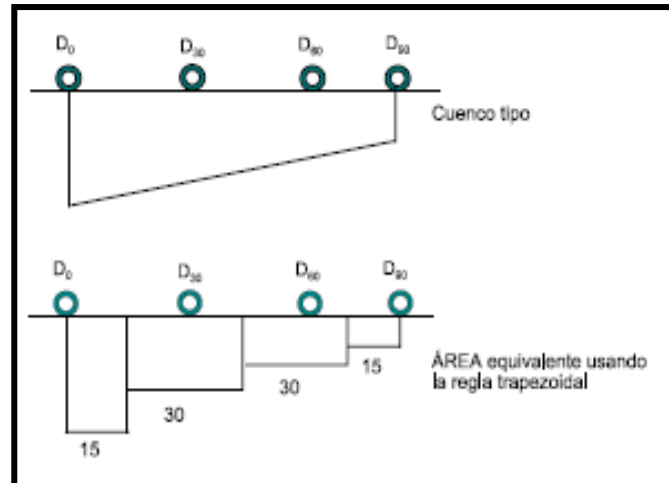 D₀ D₃₀ D₆₀ D₉₀
Cuenco tipo
D₀ D₃₀ D₆₀ D₉₀
15
ÁREA equivalente usando
la regla trapezoidal
30
30
15